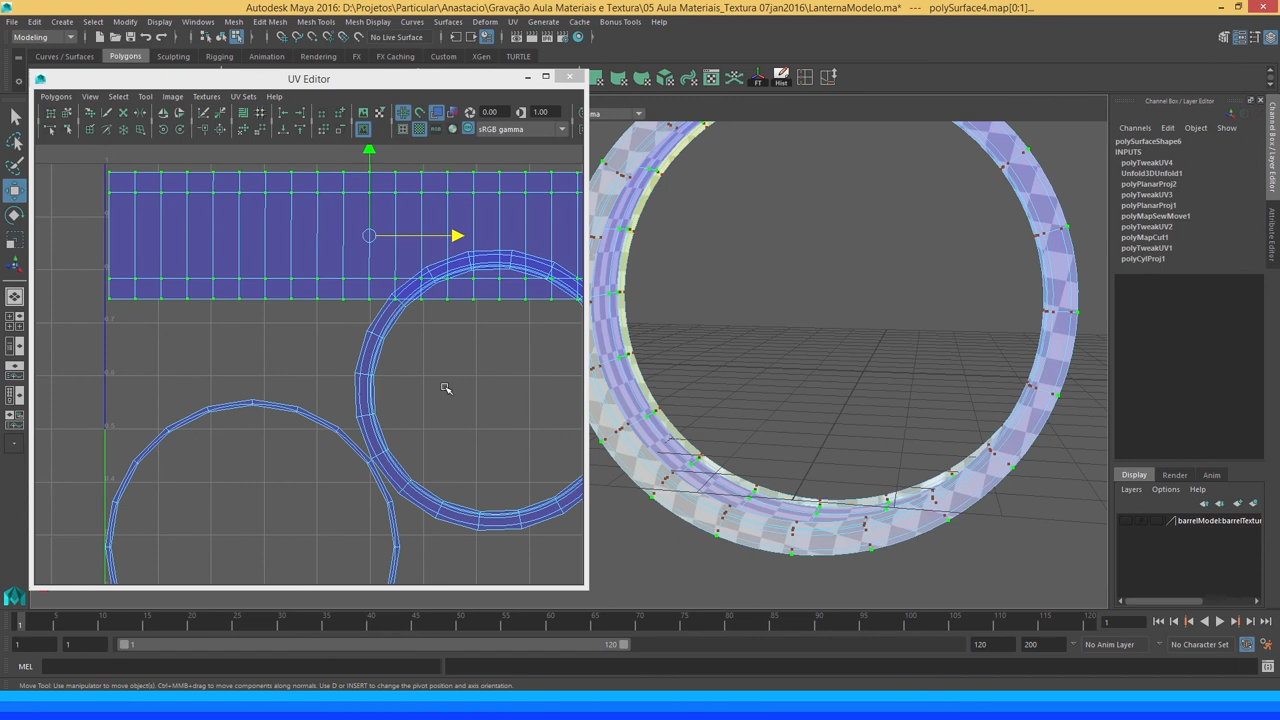 Autodesk Maya 2016: D:\Projetos\Particular\Anastacio\Gravação Aula Materiais e Textura\05 Aula Materiais_Textura 07jan2016\LanternaModelo.ma* --- polySurface4.map[0:1]...
File Edit Create Select Modify Display Windows Mesh Edit Mesh Mesh Tools Mesh Display Curves Surfaces Deform UV Generate Cache Bonus Tools Help
Modeling No Live Surface
Curves / Surfaces Polygons Sculpting Rigging Animation Rendering FX FX Caching Custom XGen TURTLE
UV Editor
FT Hist
Polygons View Select Tool Image Textures UV Sets Help
0.00 1.00
sRGB gamma
Channel Box / Layer Editor
Channels Edit Object Show
polySurfaceShape6
INPUTS
polyTweakUV4
Unfold3DUnfold1
polyPlanarProj2
polyTweakUV3
polyPlanarProj1
polyMapSewMove1
polyTweakUV2
polyMapCut1
polyTweakUV1
polyCylProj1
Channel Box / Layer Editor
Attribute Editor
Display Render Anim
Layers Options Help
barrelModel:barrelTextur
5 10 15 20 25 30 35 40 45 50 55 60 65 70 75 80 85 90 95 100 105 110 115 120
1
1 1 1 120 120 200 No Anim Layer No Character Set
MEL
Move Tool: Use manipulator to move object(s). Ctrl+MMB+drag to move components along normals. Use D or INSERT to change the pivot position and axis orientation.